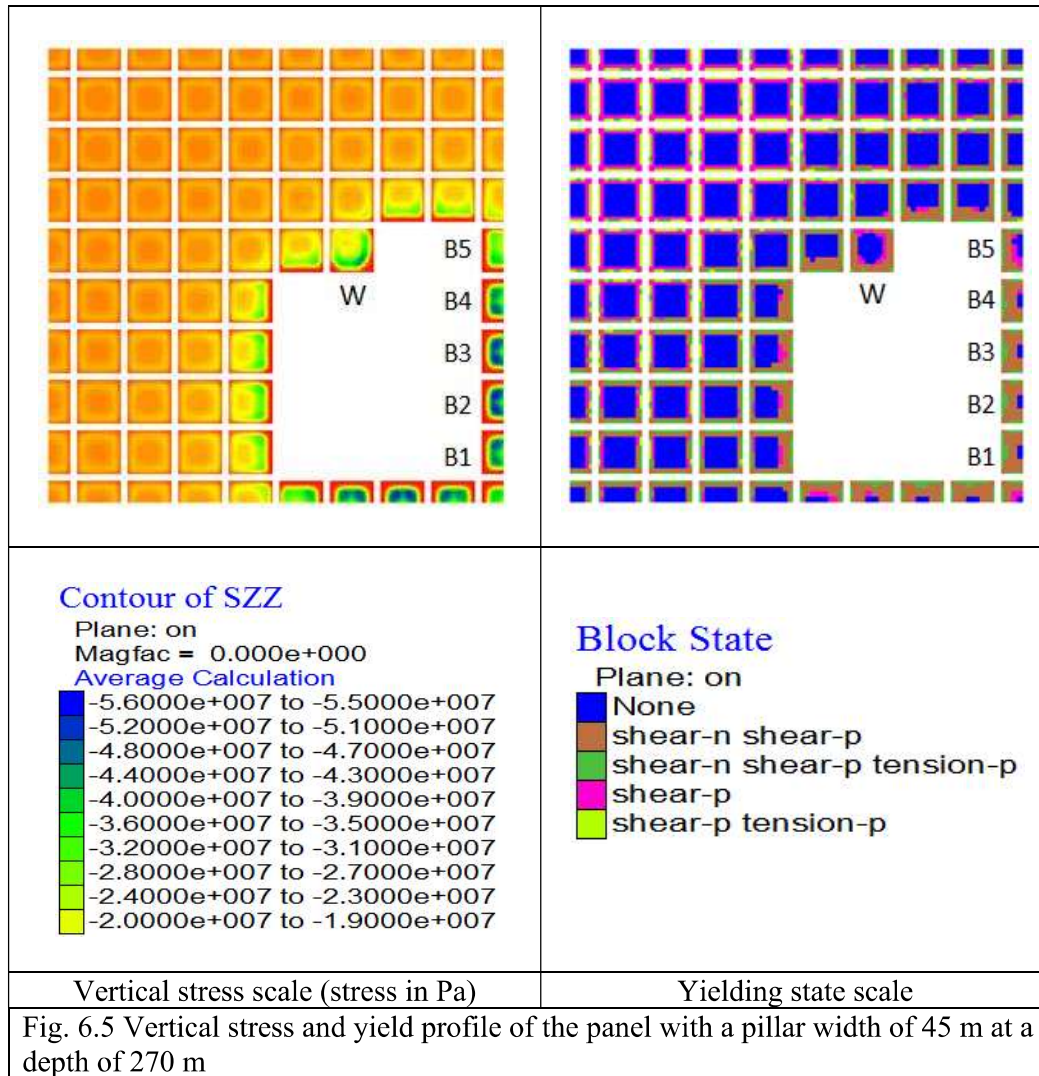 B5
W
B4
B3
B2
B1
B5
W
B4
B3
B2
B1
Contour of SZZ
Plane: on
Magfac = 0.000e+000
Average Calculation
-5.6000e+007 to -5.5000e+007
-5.2000e+007 to -5.1000e+007
-4.8000e+007 to -4.7000e+007
-4.4000e+007 to -4.3000e+007
-4.0000e+007 to -3.9000e+007
-3.6000e+007 to -3.5000e+007
-3.2000e+007 to -3.1000e+007
-2.8000e+007 to -2.7000e+007
-2.4000e+007 to -2.3000e+007
-2.0000e+007 to -1.9000e+007
Block State
Plane: on
None
shear-n shear-p
shear-n shear-p tension-p
shear-p
shear-p tension-p
Vertical stress scale (stress in Pa)
Yielding state scale
Fig. 6.5 Vertical stress and yield profile of the panel with a pillar width of 45 m at a
depth of 270 m